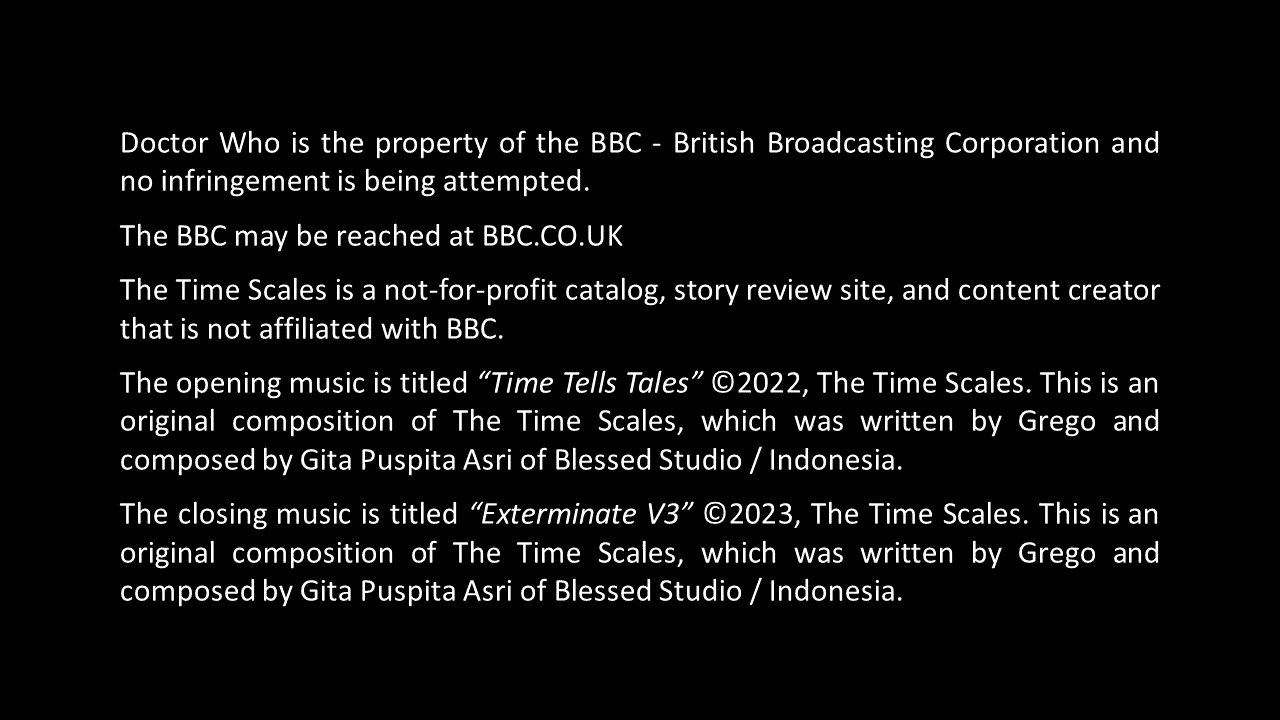 Doctor Who is the property of the BBC - British Broadcasting Corporation and
no infringement is being attempted.
The BBC may be reached at BBC.CO.UK
The Time Scales is a not-for-profit catalog, story review site, and content creator
that is not affiliated with BBC.
The opening music is titled “Time Tells Tales” ©2022, The Time Scales. This is an
original composition of The Time Scales, which was written by Grego and
composed by Gita Puspita Asri of Blessed Studio / Indonesia.
The closing music is titled “Exterminate V3” ©2023, The Time Scales. This is an
original composition of The Time Scales, which was written by Grego and
composed by Gita Puspita Asri of Blessed Studio / Indonesia.